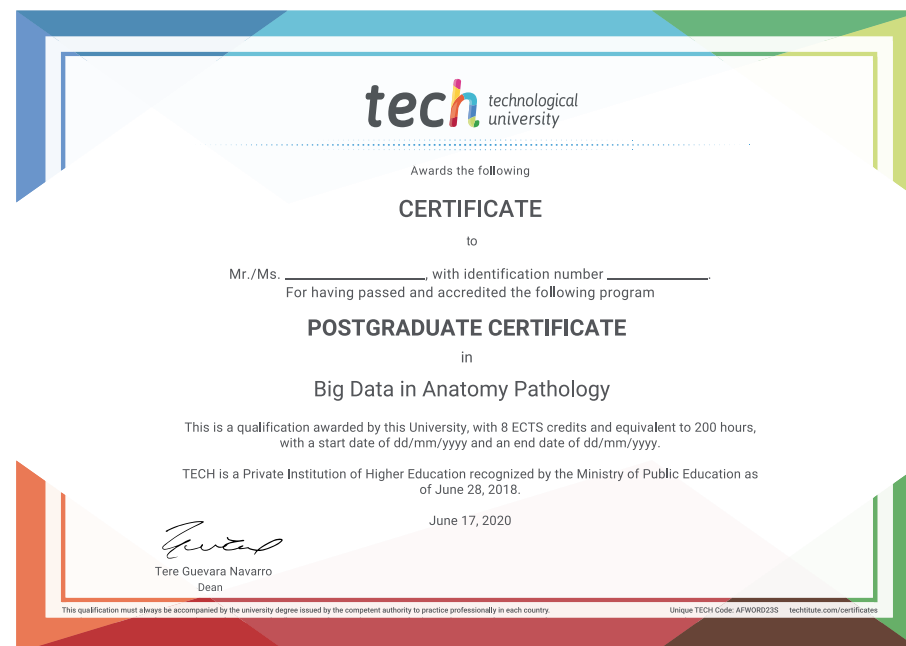 tech technological
university
Awards the following
CERTIFICATE
to
Mr./Ms. ____________________, with identification number ______________.
For having passed and accredited the following program
POSTGRADUATE CERTIFICATE
in
Big Data in Anatomy Pathology
This is a qualification awarded by this University, with 8 ECTS credits and equivalent to 200 hours,
with a start date of dd/mm/yyyy and an end date of dd/mm/yyyy.
TECH is a Private Institution of Higher Education recognized by the Ministry of Public Education as
of June 28, 2018.
June 17, 2020
Tere Guevara Navarro
Dean
This qualification must always be accompanied by the university degree issued by the competent authority to practice professionally in each country. Unique TECH Code: AFWORD23S techtitute.com/certificates